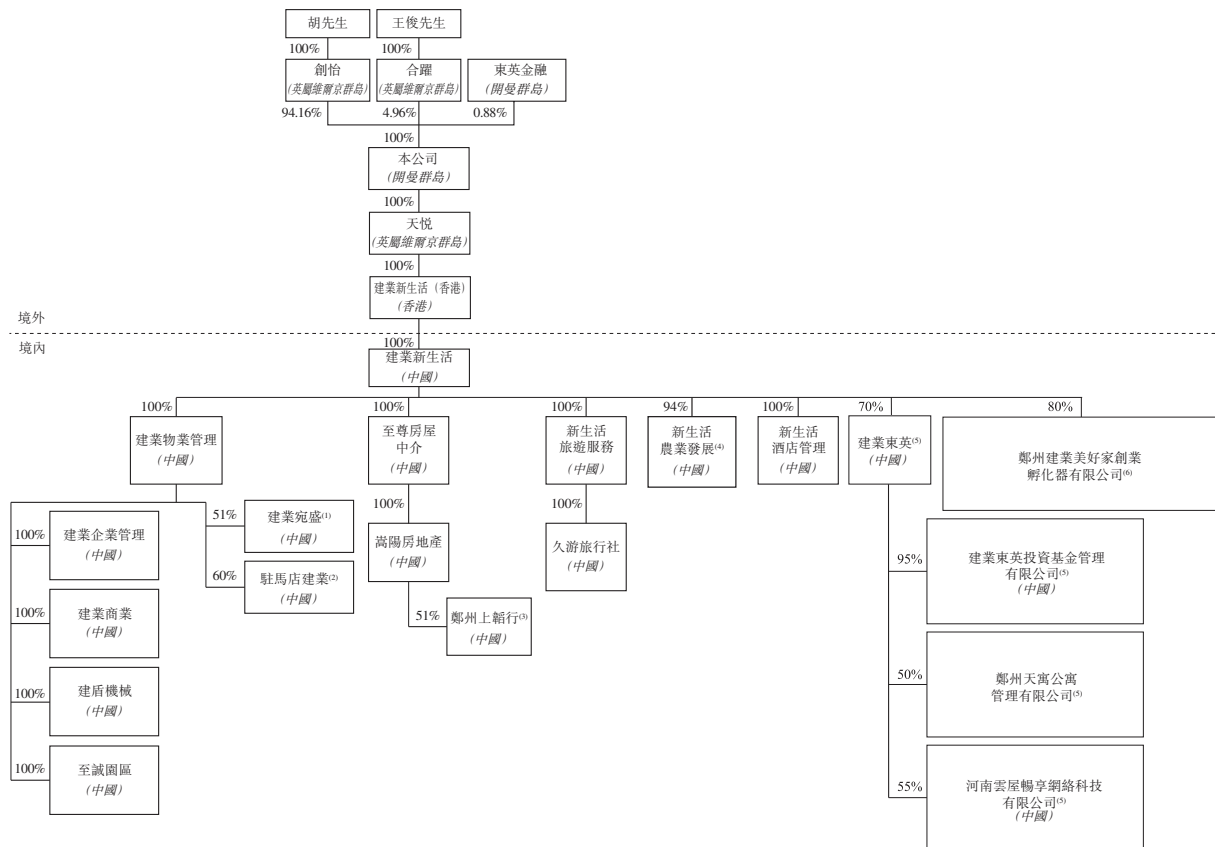 胡先生
王俊先生
100%
100%
創怡
(英屬維爾京群島)
合躍
(英屬維爾京群島)
東英金融
(開曼群島)
94.16%
4.96%
0.88%
100%
本公司
(開曼群島)
100%
天悦
(英屬維爾京群島)
100%
建業新生活（香港）
(香港)
境外
境內
100%
建業新生活
(中國)
100%
100%
100%
94%
100%
70%
80%
建業物業管理
(中國)
至尊房屋
中介
(中國)
新生活
旅遊服務
(中國)
新生活
農業發展(4)
(中國)
新生活
酒店管理
(中國)
建業東英(5)
(中國)
鄭州建業美好家創業
孵化器有限公司(6)
100%
建業企業管理
(中國)
51%
建業宛盛(1)
(中國)
100%
嵩陽房地產
(中國)
100%
久游旅行社
(中國)
95%
建業東英投資基金管理
有限公司(5)
(中國)
60%
駐馬店建業(2)
(中國)
100%
建業商業
(中國)
51%
鄭州上韜行(3)
(中國)
100%
建盾機械
(中國)
50%
鄭州天寓公寓
管理有限公司(5)
100%
至誠園區
(中國)
55%
河南雲屋暢享網絡科技
有限公司(5)
(中國)